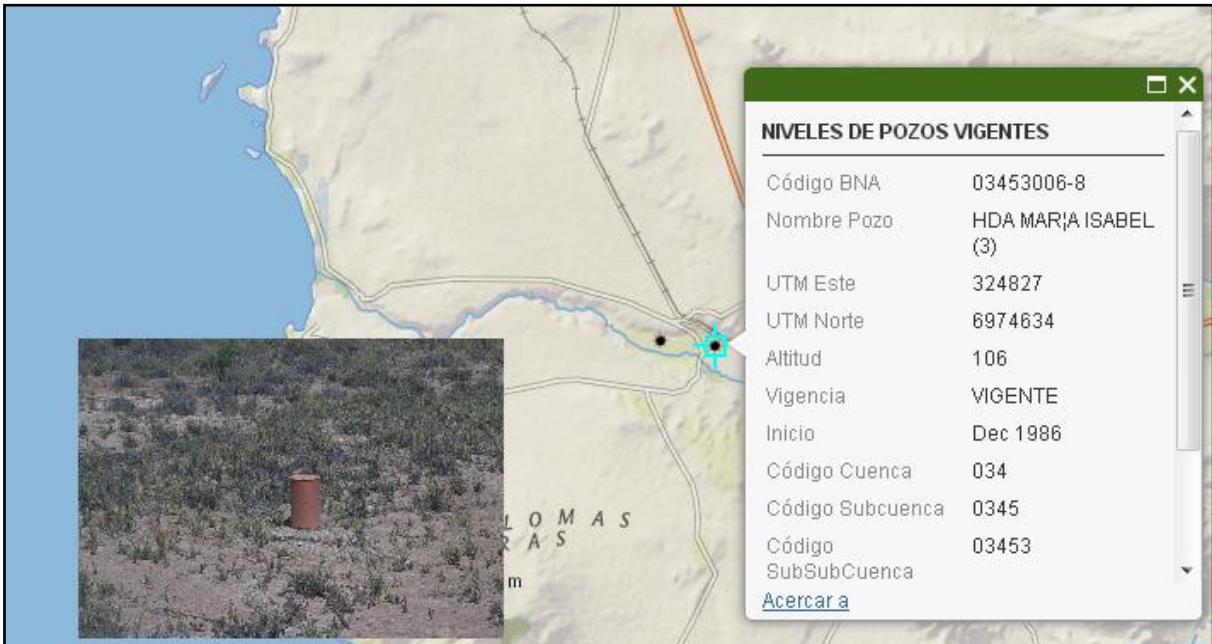 NIVELES DE POZOS VIGENTES
Código BNA 03453006-8
Nombre Pozo HDA MAR¦A ISABEL
(3)
UTM Este 324827
UTM Norte 6974634
Altitud 106
Vigencia VIGENTE
Inicio Dec 1986
Código Cuenca 034
Código Subcuenca 0345
Código 03453
SubSubCuenca
Acercar a
L O M A S
R A S
m